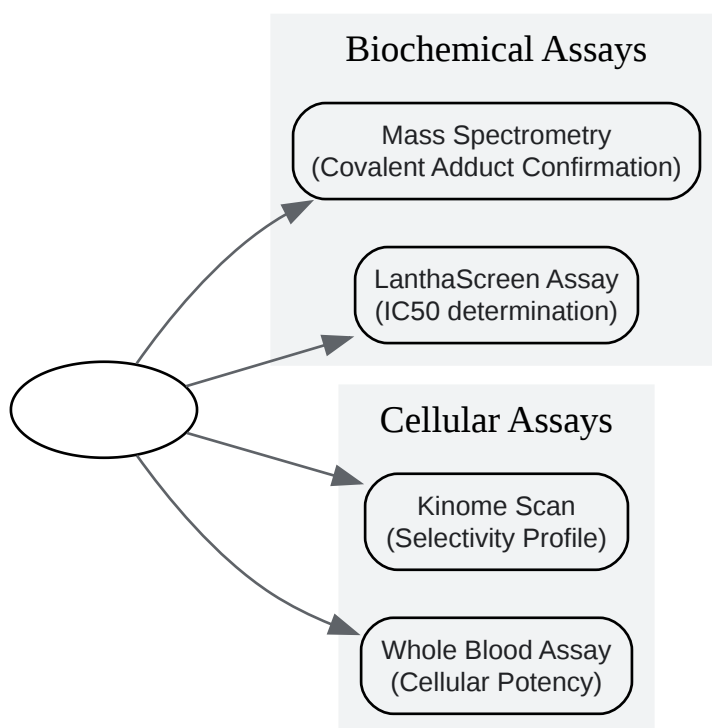 Biochemical Assays
Mass Spectrometry
(Covalent Adduct Confirmation)
LanthaScreen Assay
(IC50 determination)
Cellular Assays
Kinome Scan
(Selectivity Profile)
Whole Blood Assay
(Cellular Potency)